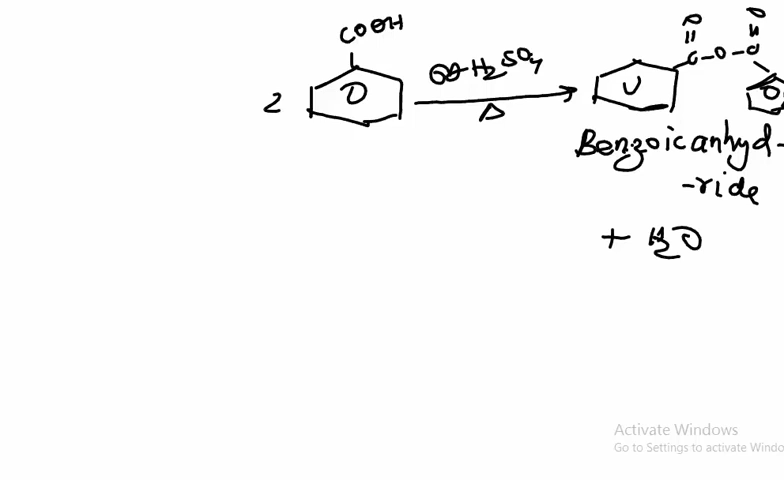 COOH
2
H2SO4
Δ
O O
|| ||
C-O-C
Benzoicanhyd-
-ride
+ H2O
Activate Windows
Go to Settings to activate Windo